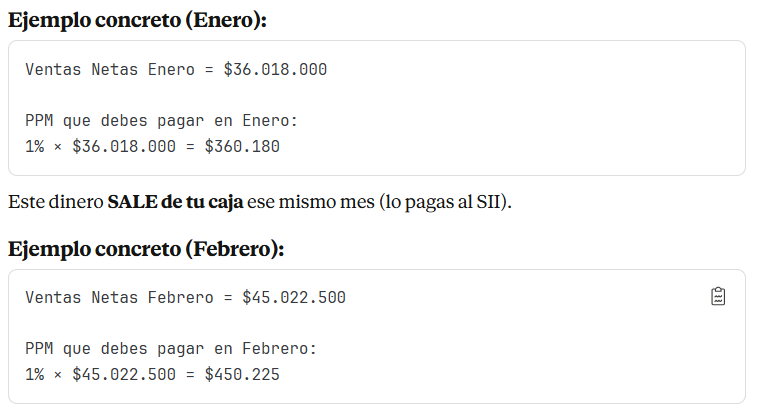 Ejemplo concreto (Enero):
Ventas Netas Enero = $36.018.000
PPM que debes pagar en Enero:
1% × $36.018.000 = $360.180
Este dinero SALE de tu caja ese mismo mes (lo pagas al SII).
Ejemplo concreto (Febrero):
Ventas Netas Febrero = $45.022.500
PPM que debes pagar en Febrero:
1% × $45.022.500 = $450.225